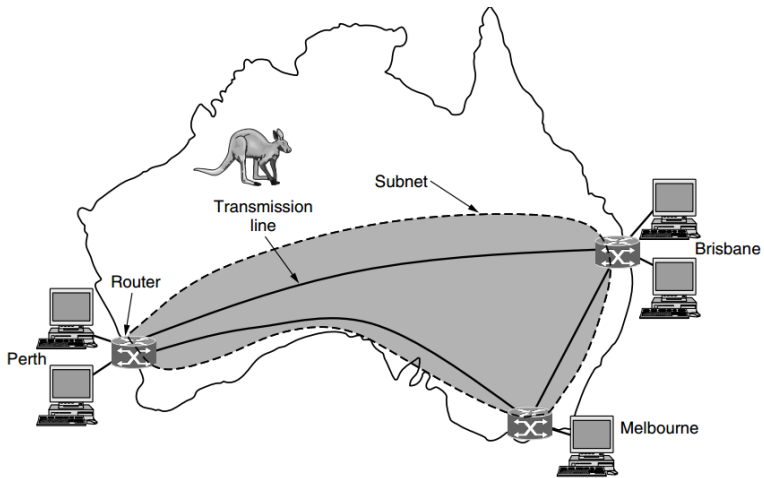 Subnet
Transmission
line
Brisbane
Router
Perth
Melbourne